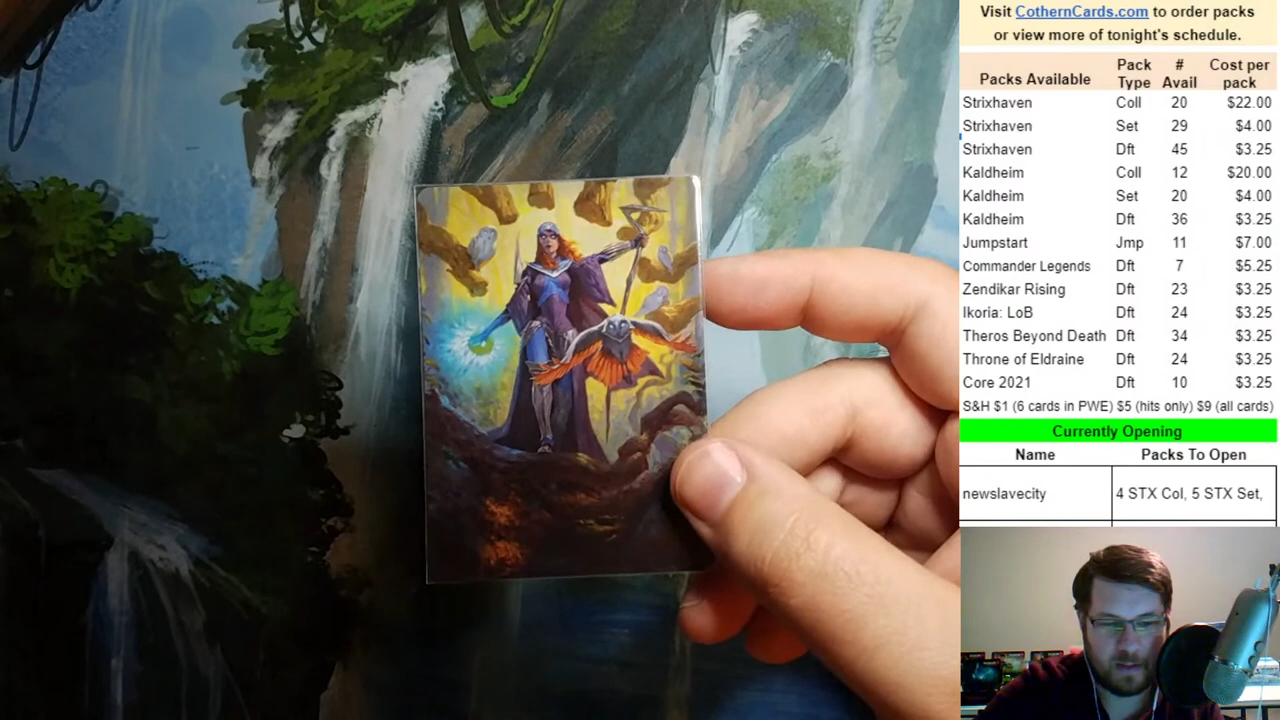 Visit CothernCards.com to order packs
or view more of tonight's schedule.
Packs Available Pack Type # Avail Cost per pack
Strixhaven Coll 20 $22.00
Strixhaven Set 29 $4.00
Strixhaven Dft 45 $3.25
Kaldheim Coll 12 $20.00
Kaldheim Set 20 $4.00
Kaldheim Dft 36 $3.25
Jumpstart Jmp 11 $7.00
Commander Legends Dft 7 $5.25
Zendikar Rising Dft 23 $3.25
Ikoria: LoB Dft 24 $3.25
Theros Beyond Death Dft 34 $3.25
Throne of Eldraine Dft 24 $3.25
Core 2021 Dft 10 $3.25
S&H $1 (6 cards in PWE) $5 (hits only) $9 (all cards)
Currently Opening
Name Packs To Open
newslavecity 4 STX Col, 5 STX Set,